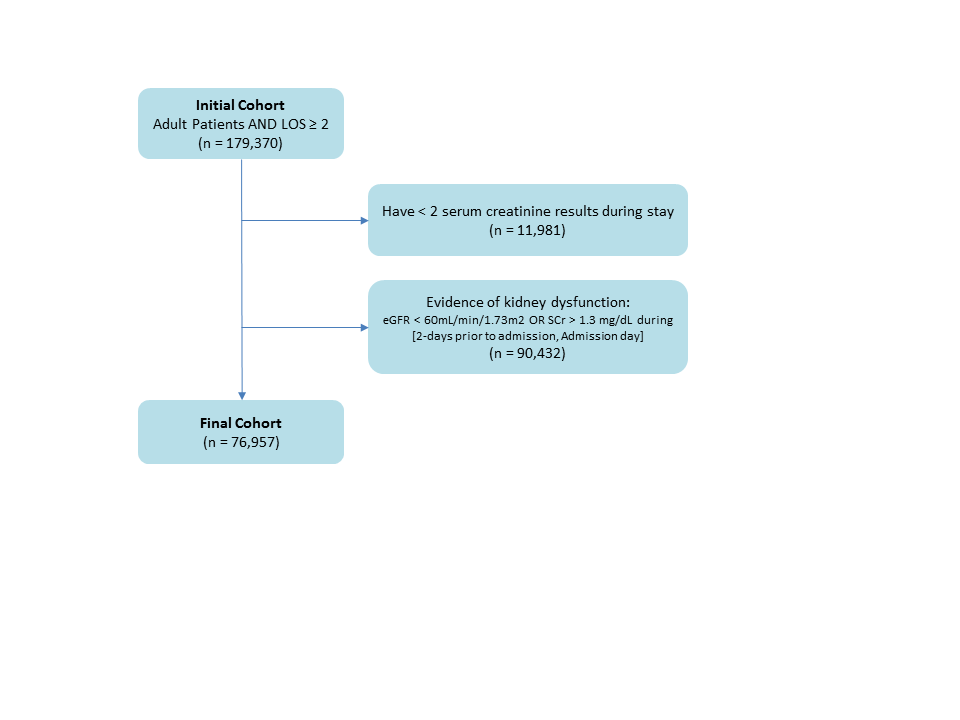 Initial Cohort
Adult Patients AND LOS ≥ 2
(n = 179,370)
Have < 2 serum creatinine results during stay
(n = 11,981)
Evidence of kidney dysfunction:
eGFR < 60mL/min/1.73m2 OR SCr > 1.3 mg/dL during
[2-days prior to admission, Admission day]
(n = 90,432)
Final Cohort
(n = 76,957)